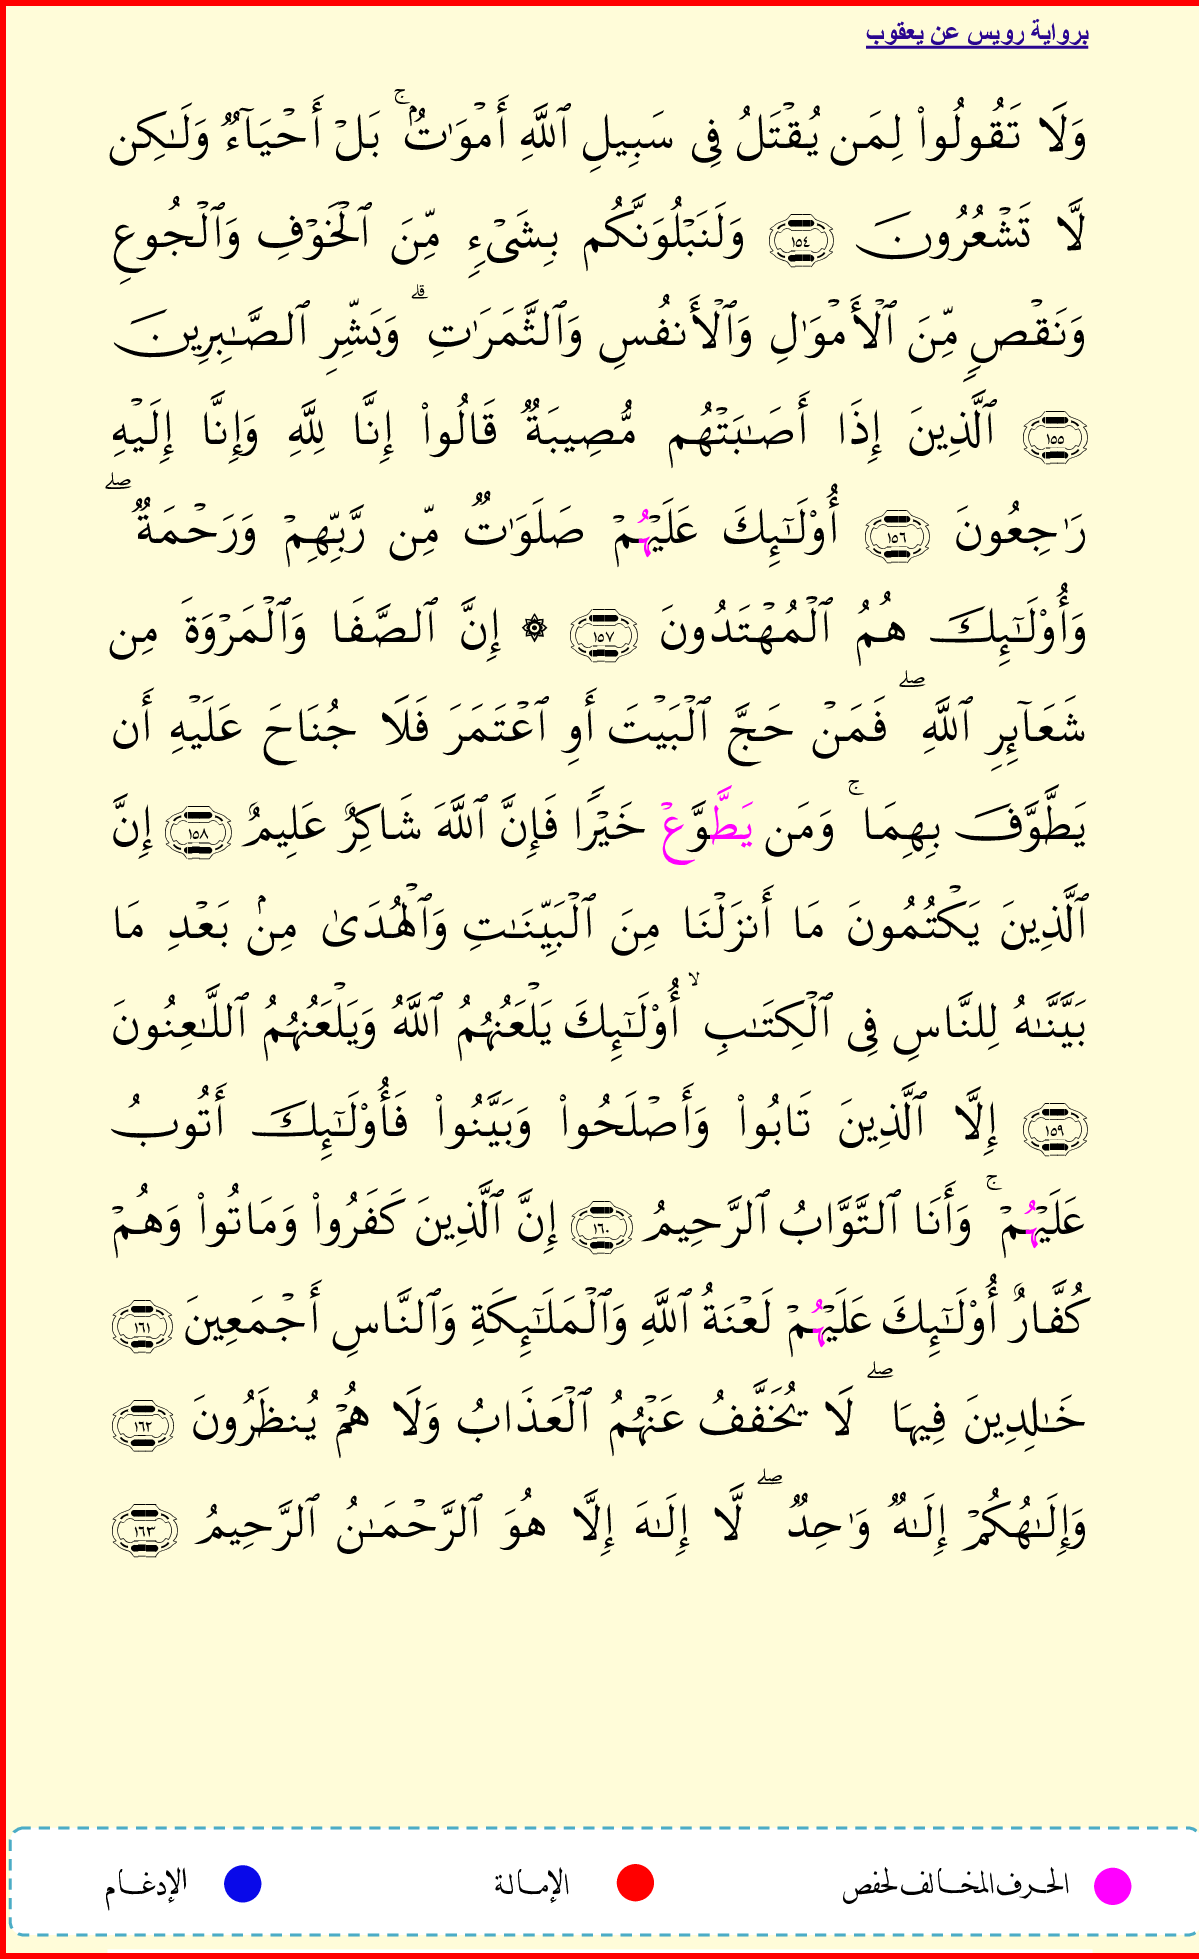 برواية رويس عن يعقوب
وَلَا تَقُولُوا۟ لِمَن يُقْتَلُ فِى سَبِيلِ ٱللَّهِ أَمْوَٰتٌۢ ۚ بَلْ أَحْيَآءٌ وَلَـٰكِن
لَّا تَشْعُرُونَ ١٥٤ وَلَنَبْلُوَنَّكُم بِشَىْءٍ مِّنَ ٱلْخَوْفِ وَٱلْجُوعِ
وَنَقْصٍ مِّنَ ٱلْأَمْوَٰلِ وَٱلْأَنفُسِ وَٱلثَّمَرَٰتِ ۗ وَبَشِّرِ ٱلصَّـٰبِرِينَ
١٥٥ ٱلَّذِينَ إِذَا أَصَـٰبَتْهُم مُّصِيبَةٌ قَالُوا۟ إِنَّا لِلَّهِ وَإِنَّا إِلَيْهِ
رَٰجِعُونَ ١٥٦ أُو۟لَـٰٓئِكَ عَلَيْهُمْ صَلَوَٰتٌ مِّن رَّبِّهِمْ وَرَحْمَةٌ ۖ
وَأُو۟لَـٰٓئِكَ هُمُ ٱلْمُهْتَدُونَ ١٥٧ ۞ إِنَّ ٱلصَّفَا وَٱلْمَرْوَةَ مِن
شَعَآئِرِ ٱللَّهِ ۖ فَمَنْ حَجَّ ٱلْبَيْتَ أَوِ ٱعْتَمَرَ فَلَا جُنَاحَ عَلَيْهِ أَن
يَطَّوَّفَ بِهِمَا ۚ وَمَن يَطَّوَّعْ خَيْرًا فَإِنَّ ٱللَّهَ شَاكِرٌ عَلِيمٌ ١٥٨ إِنَّ
ٱلَّذِينَ يَكْتُمُونَ مَا أَنزَلْنَا مِنَ ٱلْبَيِّنَـٰتِ وَٱلْهُدَىٰ مِنۢ بَعْدِ مَا
بَيَّنَّـٰهُ لِلنَّاسِ فِى ٱلْكِتَـٰبِ ۙ أُو۟لَـٰٓئِكَ يَلْعَنُهُمُ ٱللَّهُ وَيَلْعَنُهُمُ ٱللَّـٰعِنُونَ
١٥٩ إِلَّا ٱلَّذِينَ تَابُوا۟ وَأَصْلَحُوا۟ وَبَيَّنُوا۟ فَأُو۟لَـٰٓئِكَ أَتُوبُ
عَلَيْهُمْ ۚ وَأَنَا ٱلتَّوَّابُ ٱلرَّحِيمُ ١٦٠ إِنَّ ٱلَّذِينَ كَفَرُوا۟ وَمَاتُوا۟ وَهُمْ
كُفَّارٌ أُو۟لَـٰٓئِكَ عَلَيْهُمْ لَعْنَةُ ٱللَّهِ وَٱلْمَلَـٰٓئِكَةِ وَٱلنَّاسِ أَجْمَعِينَ ١٦١
خَـٰلِدِينَ فِيهَا ۖ لَا يُخَفَّفُ عَنْهُمُ ٱلْعَذَابُ وَلَا هُمْ يُنظَرُونَ ١٦٢
وَإِلَـٰهُكُمْ إِلَـٰهٌ وَٰحِدٌ ۖ لَّا إِلَـٰهَ إِلَّا هُوَ ٱلرَّحْمَـٰنُ ٱلرَّحِيمُ ١٦٣
الحرف المخالف لحفص الإمالة الإدغام